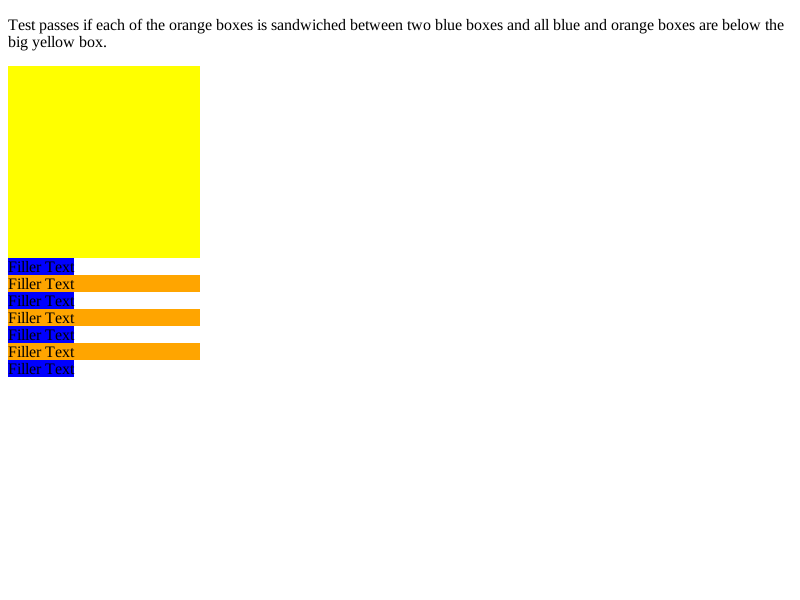 Test passes if each of the orange boxes is sandwiched between two blue boxes and all blue and orange boxes are below the
big yellow box.
Filler Text
Filler Text
Filler Text
Filler Text
Filler Text
Filler Text
Filler Text